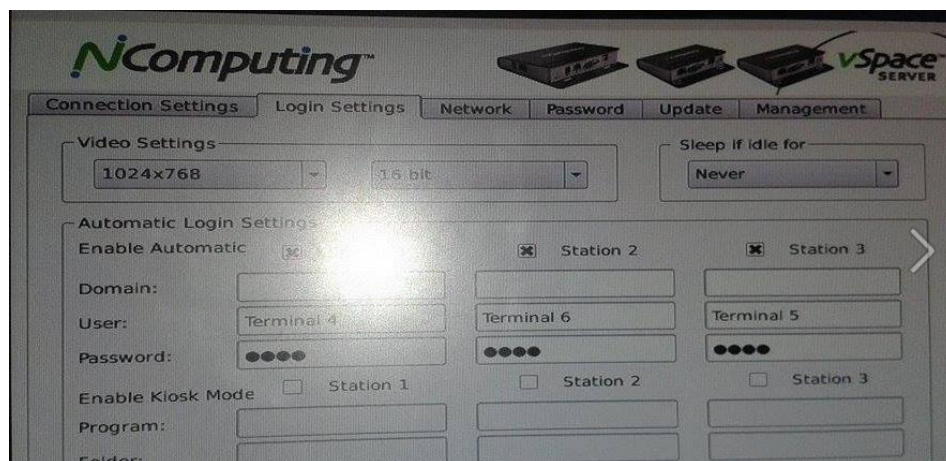 NComputing™
vSpace
SERVER
Connection Settings Login Settings Network Password Update Management
Video Settings Sleep if idle for
1024x768 16 bit Never
Automatic Login Settings
Enable Automatic Station 2 Station 3
Domain:
User: Terminal 4 Terminal 6 Terminal 5
Password: ●●●● ●●●● ●●●●
Enable Kiosk Mode Station 1 Station 2 Station 3
Program:
Folder: